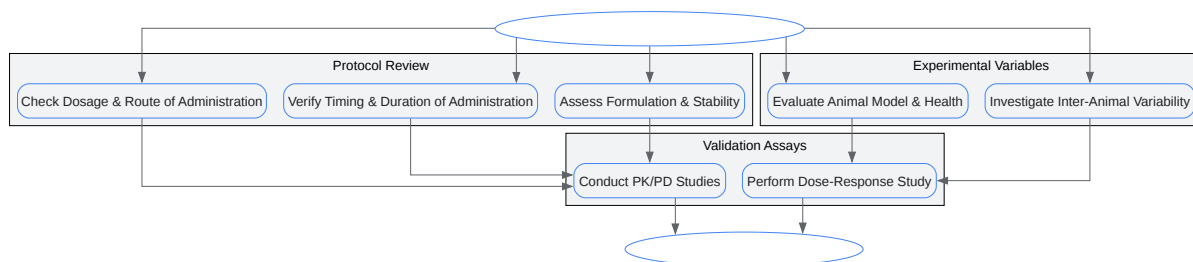 Protocol Review
Experimental Variables
Check Dosage & Route of Administration
Verify Timing & Duration of Administration
Assess Formulation & Stability
Evaluate Animal Model & Health
Investigate Inter-Animal Variability
Validation Assays
Conduct PK/PD Studies
Perform Dose-Response Study